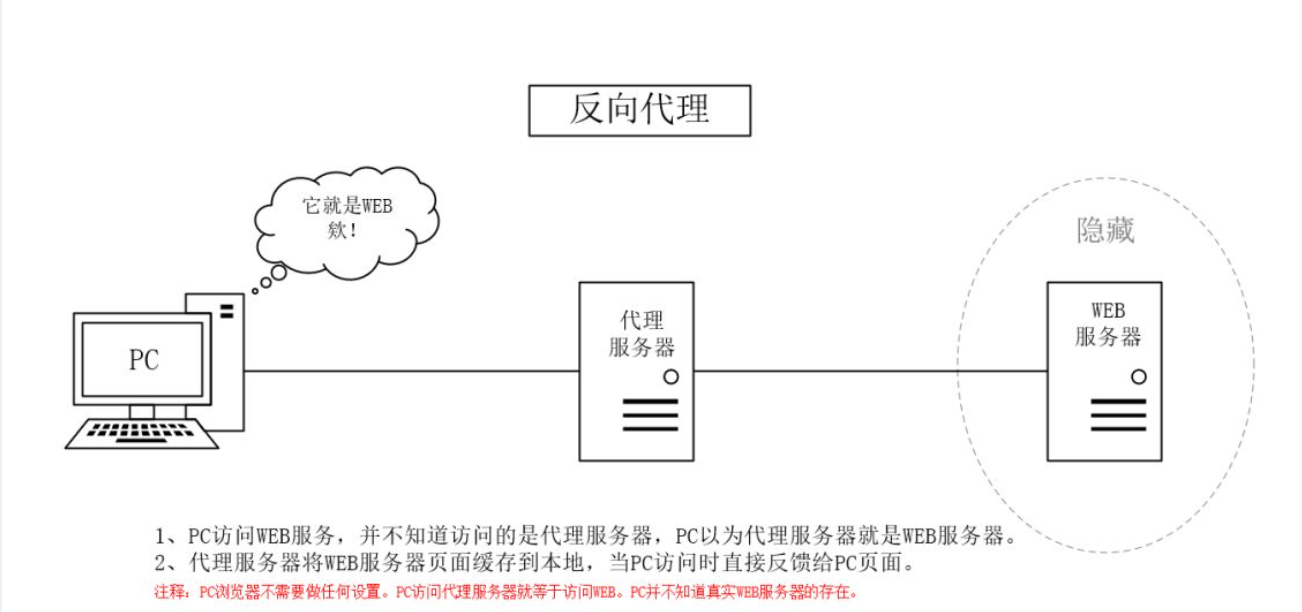 反向代理
它就是WEB
欸!
隐藏
PC
代理
服务器
WEB
服务器
1、PC访问WEB服务，并不知道访问的是代理服务器，PC以为代理服务器就是WEB服务器。
2、代理服务器将WEB服务器页面缓存到本地，当PC访问时直接反馈给PC页面。
注释：PC浏览器不需要做任何设置。PC访问代理服务器就等于访问WEB。PC并不知道真实WEB服务器的存在。